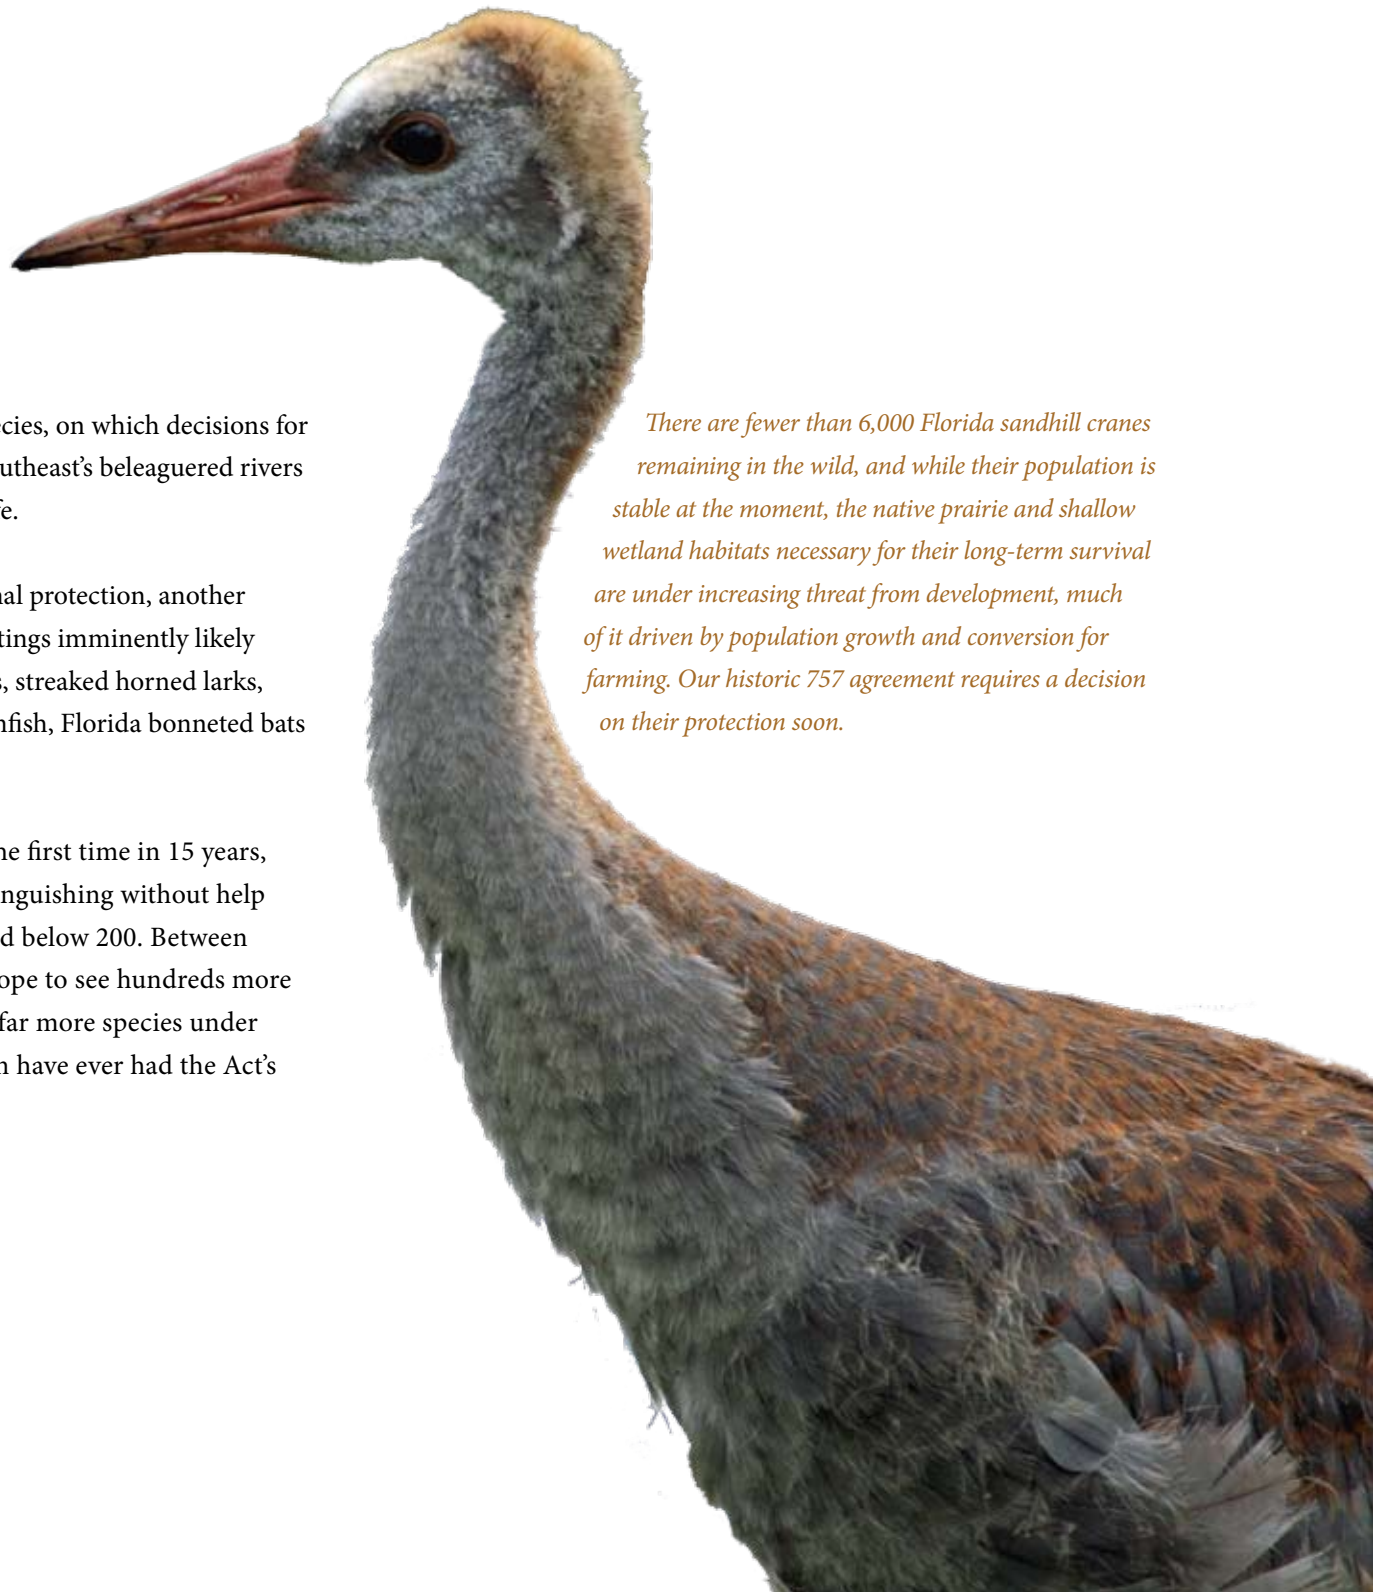 cies, on which decisions for
utheast's beleaguered rivers
e.
nal protection, another
tings imminently likely
s, streaked horned larks,
nfish, Florida bonneted bats
ne first time in 15 years,
nguishing without help
d below 200. Between
ope to see hundreds more
far more species under
n have ever had the Act's
There are fewer than 6,000 Florida sandhill cranes
remaining in the wild, and while their population is
stable at the moment, the native prairie and shallow
wetland habitats necessary for their long-term survival
are under increasing threat from development, much
of it driven by population growth and conversion for
farming. Our historic 757 agreement requires a decision
on their protection soon.